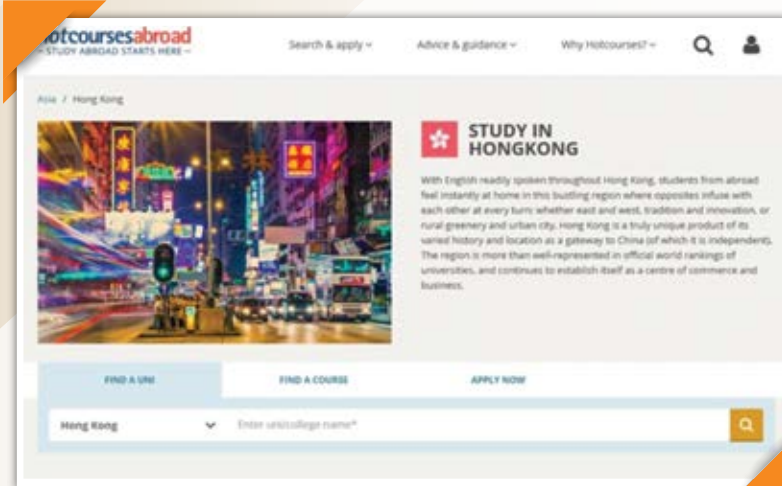 hotcoursesabroad
– STUDY ABROAD STARTS HERE –
Search & apply
Advice & guidance
Why Hotcourses?
Asia / Hong Kong
STUDY IN
HONGKONG
With English readily spoken throughout Hong Kong, students from abroad
feel instantly at home in this bustling region where opposites infuse with
each other at every turn: whether east and west, tradition and innovation, or
rural greenery and urban city, Hong Kong is a truly unique product of its
varied history and location as a gateway to China (of which it is independent).
The region is more than well-represented in official world rankings of
universities, and continues to establish itself as a centre of commerce and
business.
FIND A UNI
FIND A COURSE
APPLY NOW
Hong Kong
Enter uni/college name*